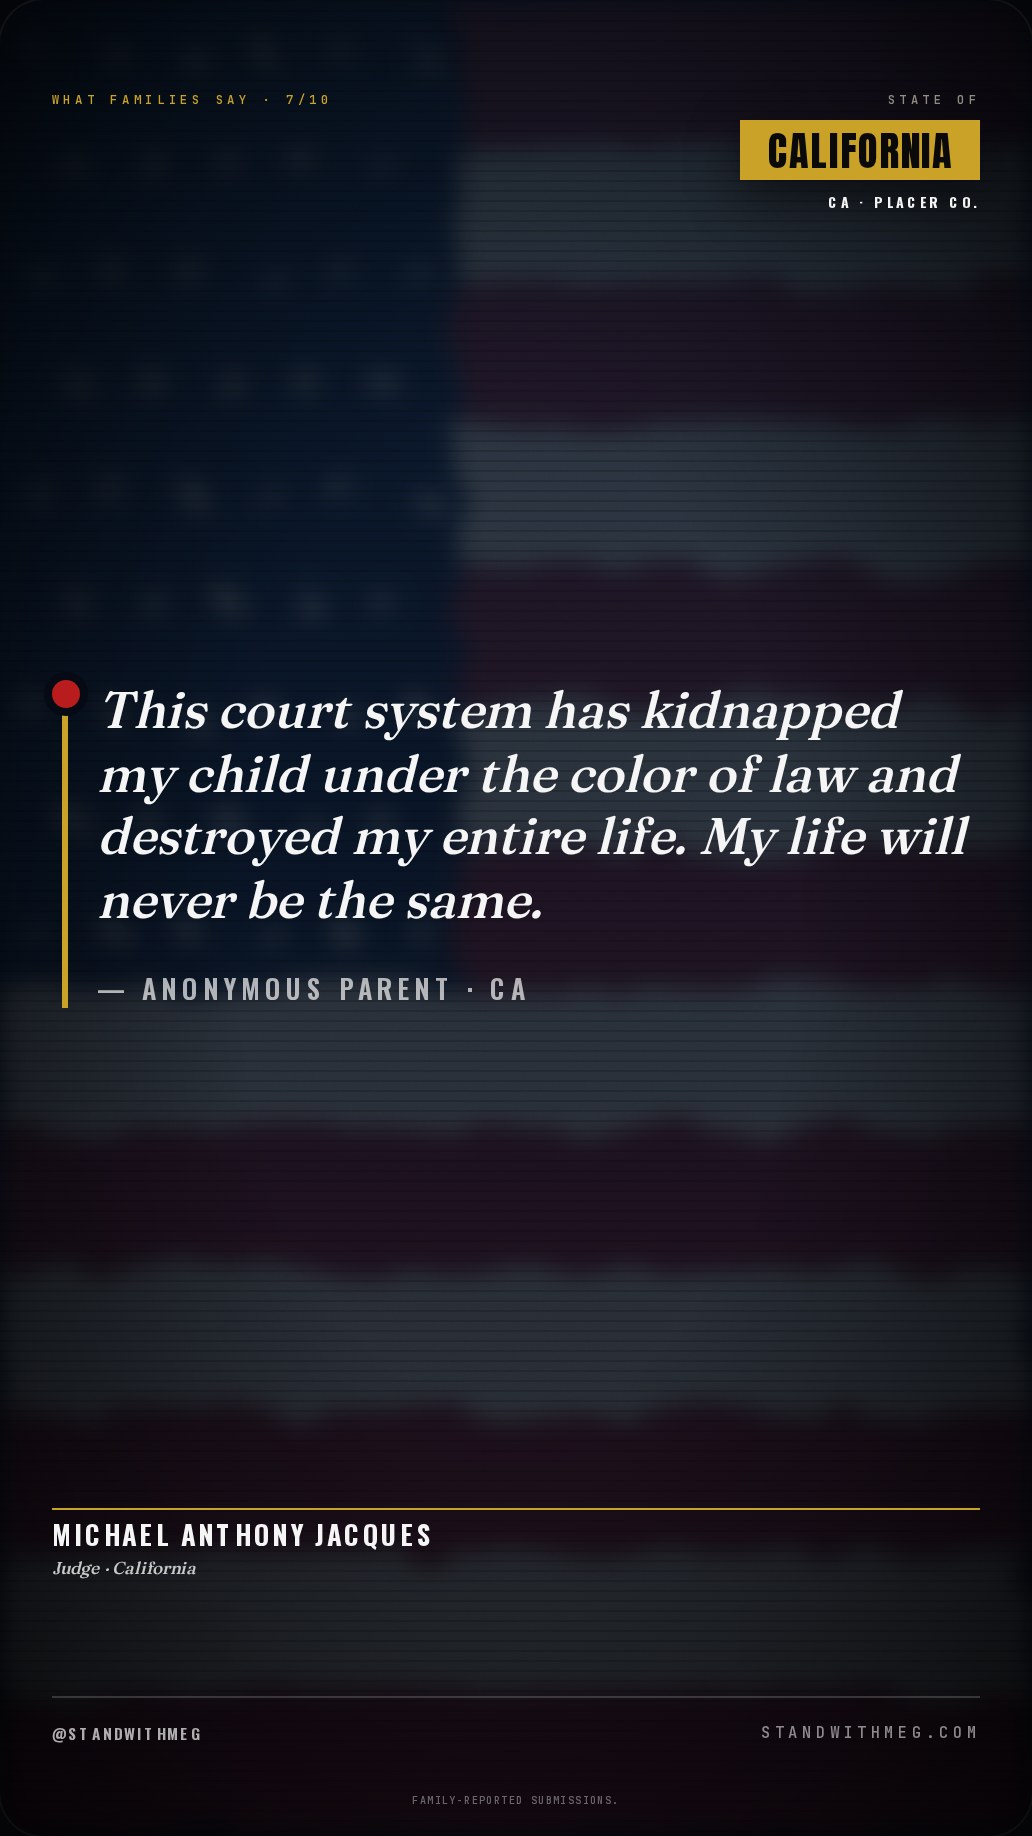 WHAT FAMILIES SAY · 7/10
STATE OF
CALIFORNIA
CA · PLACER CO.
This court system has kidnapped
my child under the color of law and
destroyed my entire life. My life will
never be the same.
— ANONYMOUS PARENT · CA
MICHAEL ANTHONY JACQUES
Judge · California
@STANDWITHMEG
STANDWITHMEG.COM
FAMILY-REPORTED SUBMISSIONS.